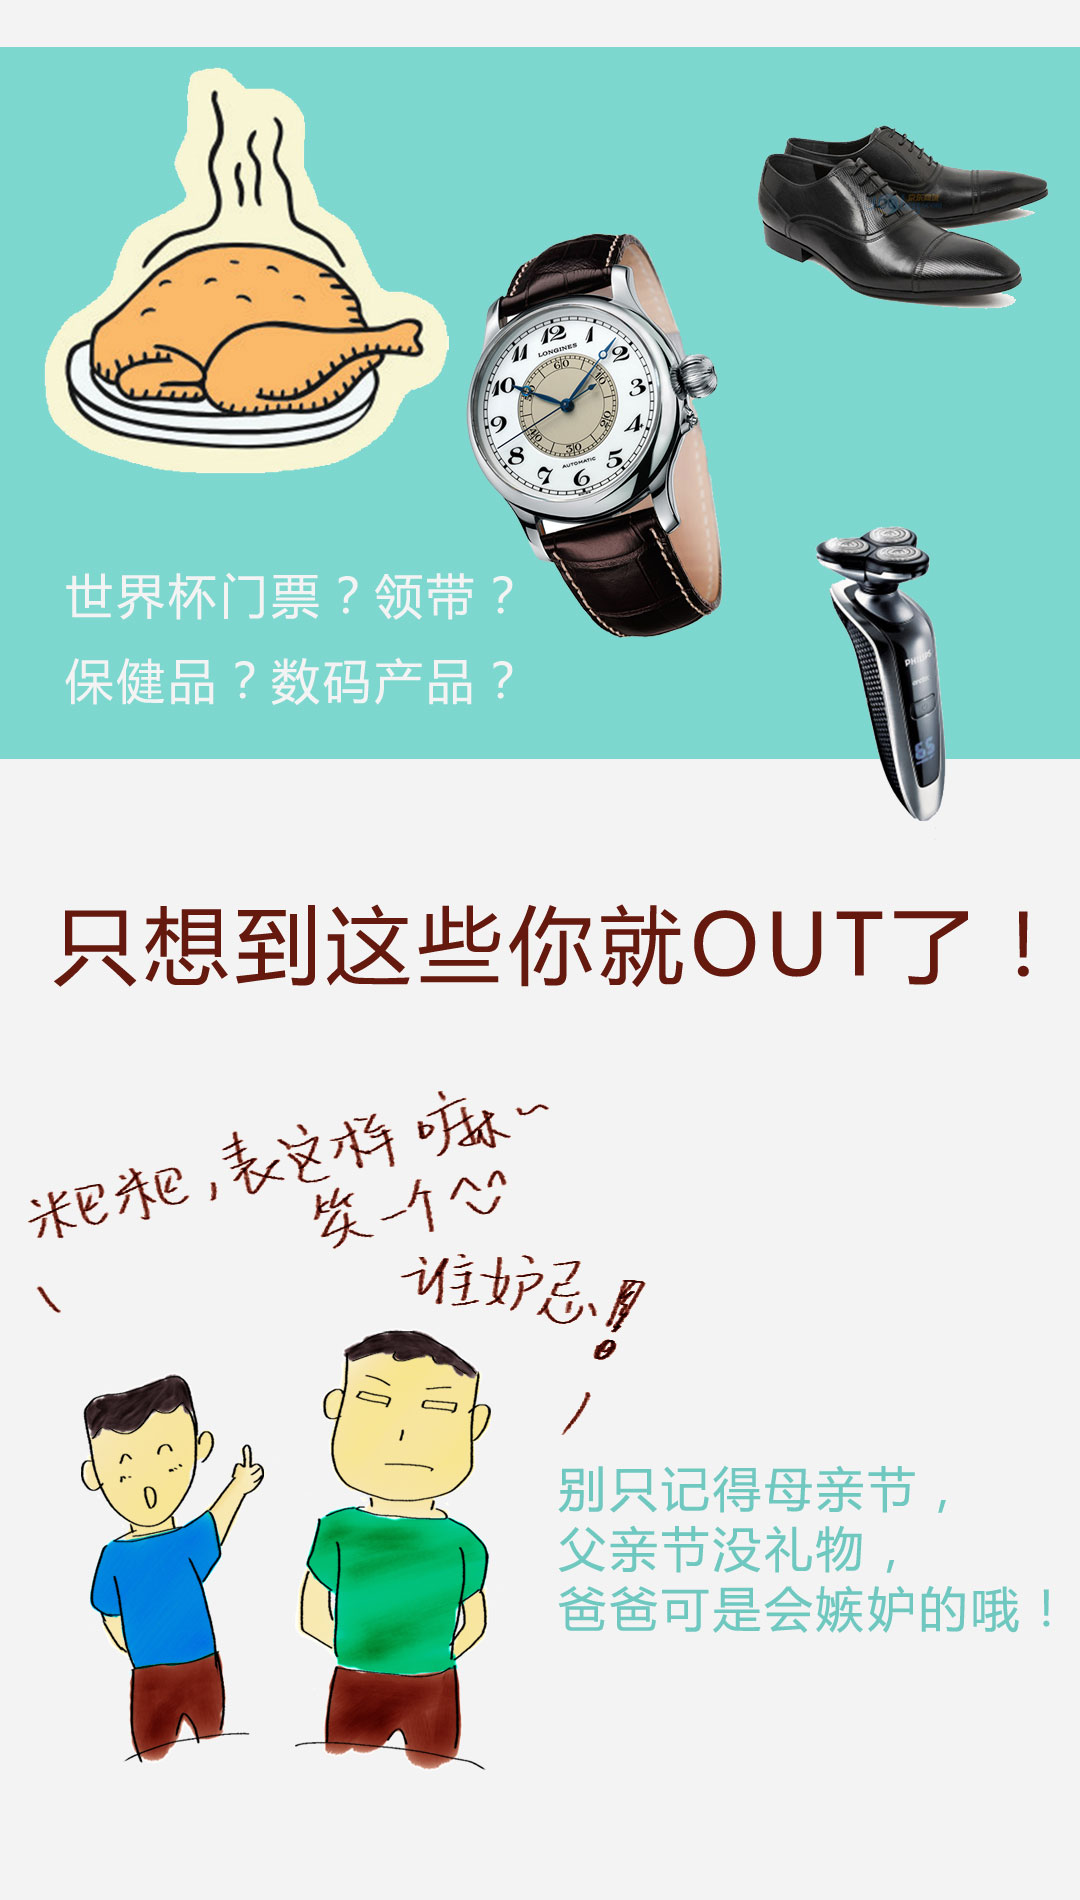 LONGINES
AUTOMATIC
PHILIPS
世界杯门票？领带？
保健品？数码产品？
只想到这些你就OUT了！
粑粑，表这样嘛~
笑一个^^
谁妒忌！
别只记得母亲节，
父亲节没礼物，
爸爸可是会嫉妒的哦！